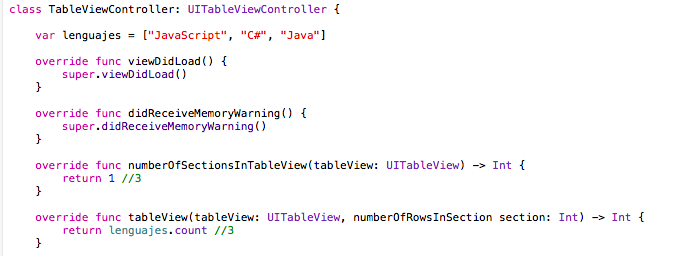 class TableViewController: UITableViewController {
var lenguajes = ["JavaScript", "C#", "Java"]
override func viewDidLoad() {
super.viewDidLoad()
}
override func didReceiveMemoryWarning() {
super.didReceiveMemoryWarning()
}
override func numberOfSectionsInTableView(tableView: UITableView) -> Int {
return 1 //3
}
override func tableView(tableView: UITableView, numberOfRowsInSection section: Int) -> Int {
return lenguajes.count //3
}